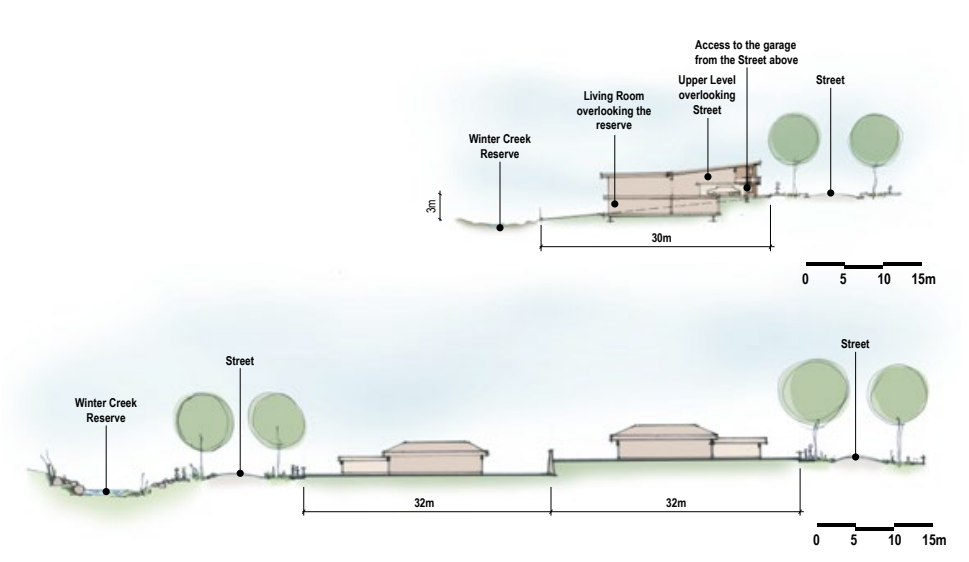 Access to the garage
from the Street above
Upper Level
overlooking
Street
Street
Living Room
overlooking the
reserve
Winter Creek
Reserve
3m
30m
0 5 10 15m
Street
Street
Winter Creek
Reserve
32m
32m
0 5 10 15m